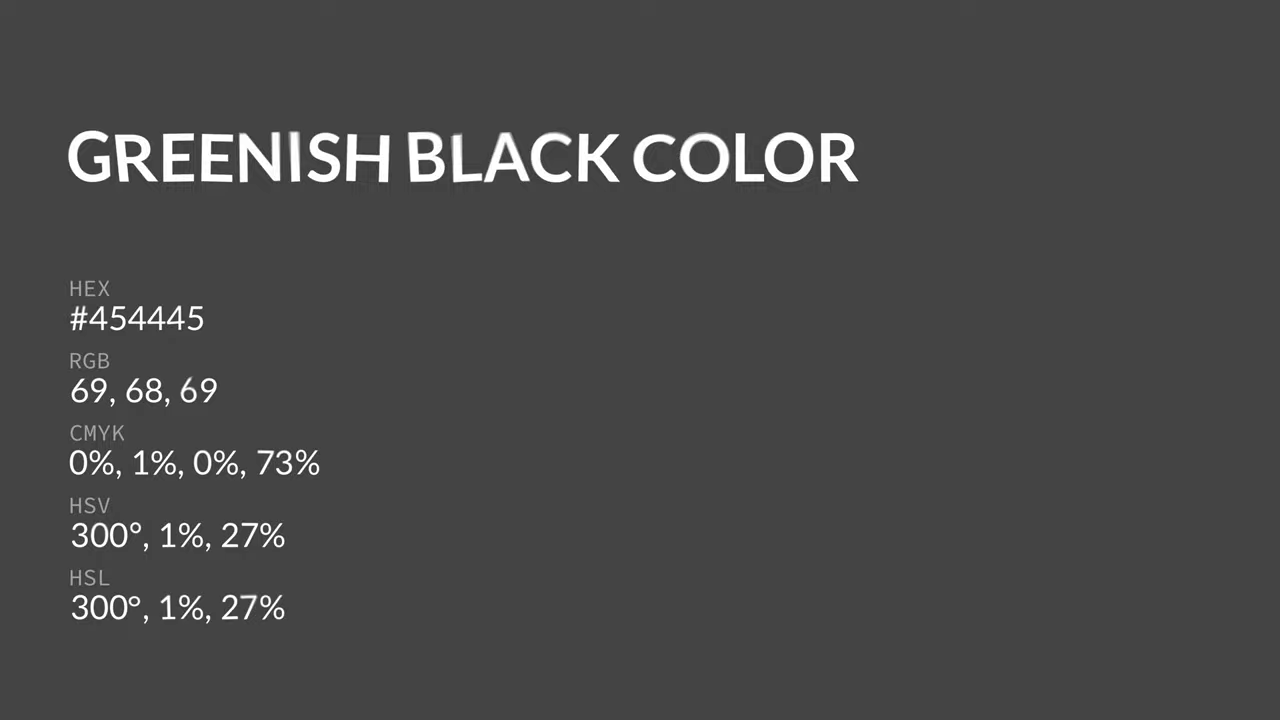 GREENISH BLACK COLOR
HEX
#454445
RGB
69, 68, 69
CMYK
0%, 1%, 0%, 73%
HSV
300°, 1%, 27%
HSL
300°, 1%, 27%